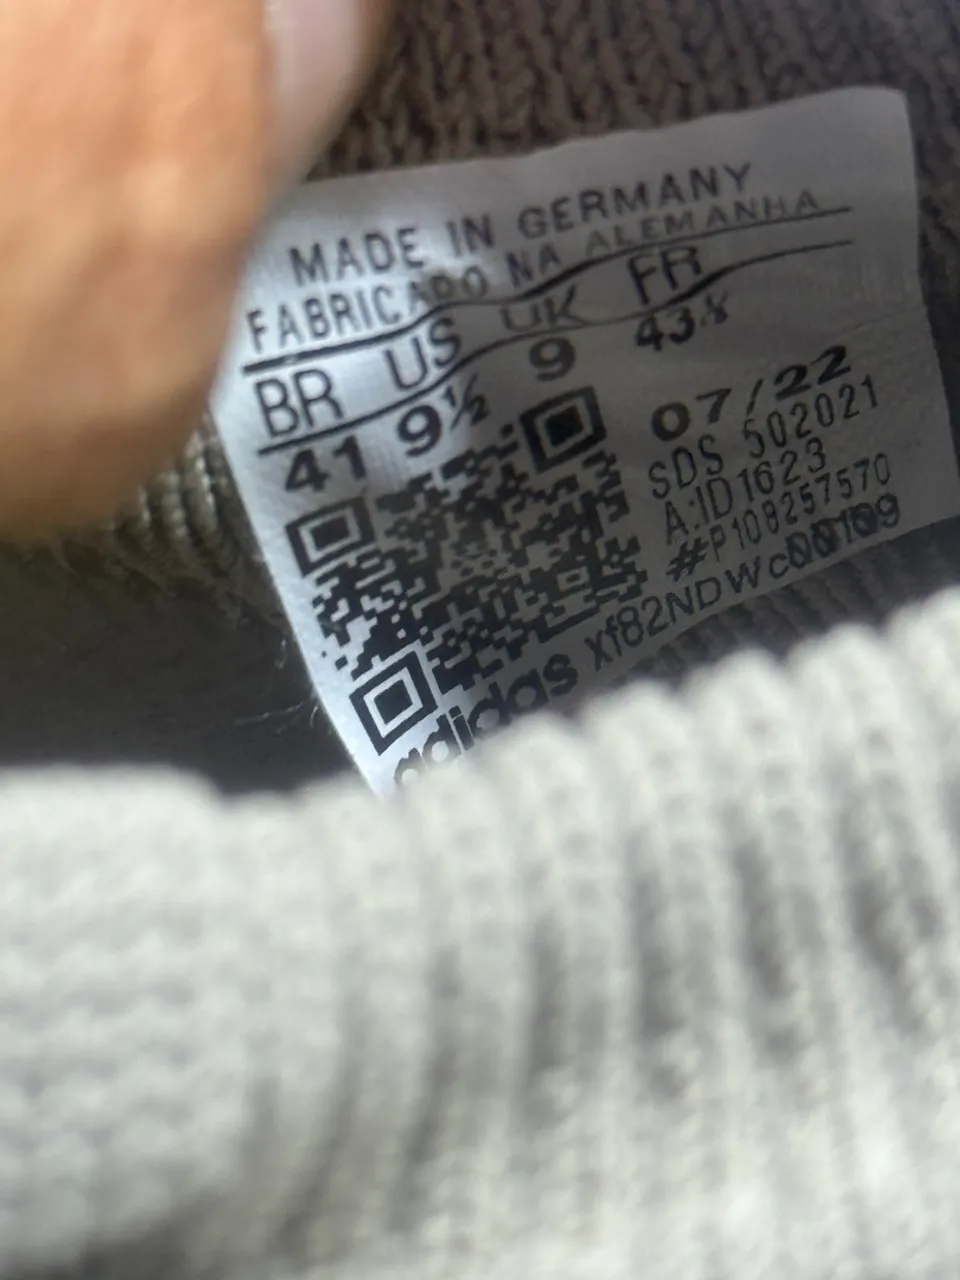 MADE IN GERMANY
FABRICADO NA ALEMANHA
BR US UK FR
41 9½ 9 43⅓
07/22
SDS 502021
A:ID1623
#P108257570
adidas xf82NDWc00109